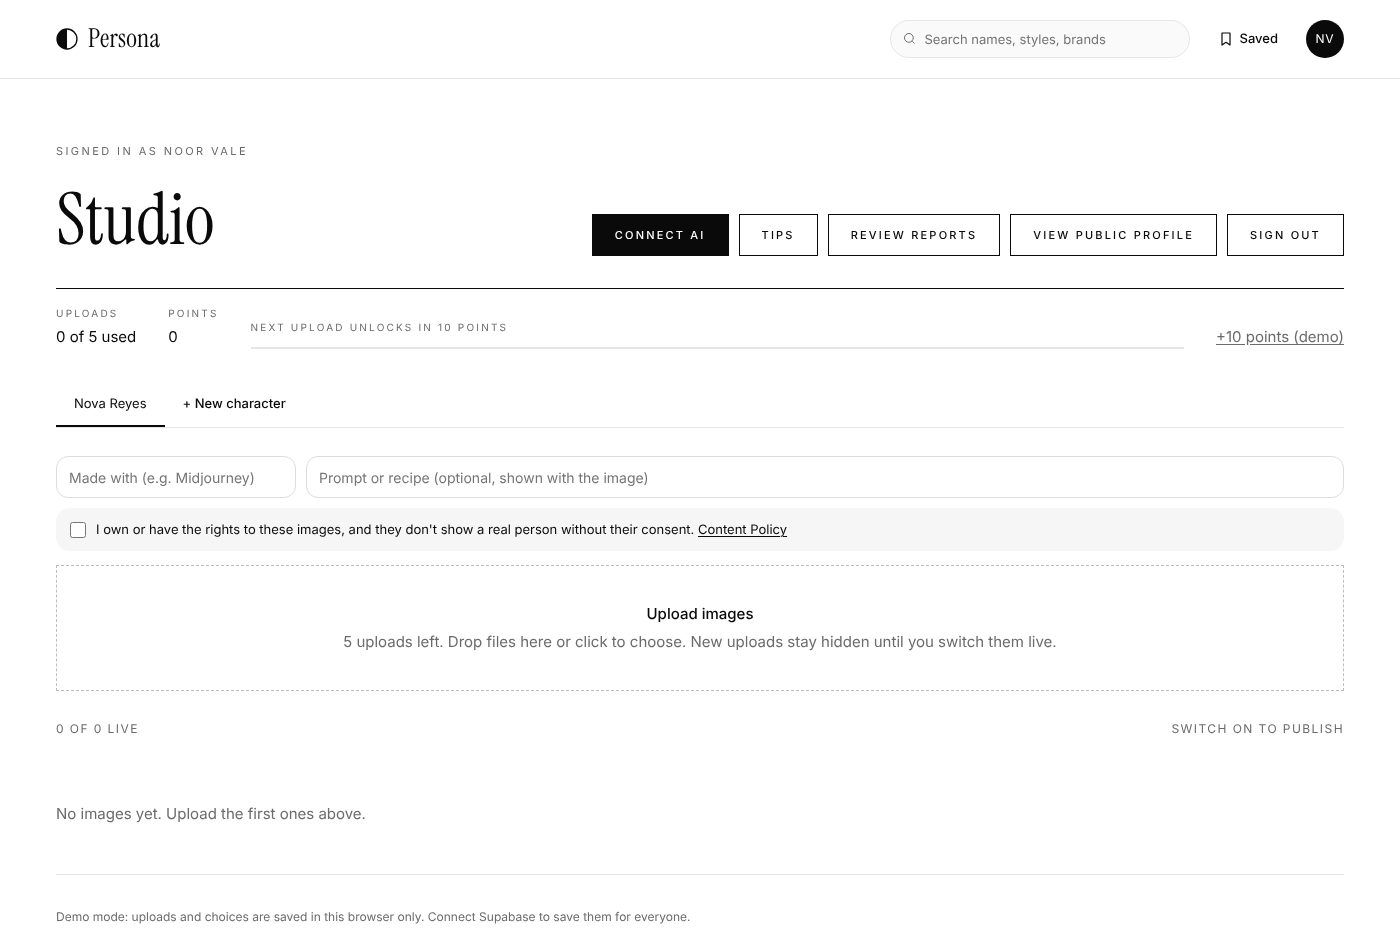 Persona
Search names, styles, brands
Saved
NV
SIGNED IN AS NOOR VALE
Studio
CONNECT AI
TIPS
REVIEW REPORTS
VIEW PUBLIC PROFILE
SIGN OUT
UPLOADS
0 of 5 used
POINTS
0
NEXT UPLOAD UNLOCKS IN 10 POINTS
+10 points (demo)
Nova Reyes
+ New character
Made with (e.g. Midjourney)
Prompt or recipe (optional, shown with the image)
I own or have the rights to these images, and they don't show a real person without their consent. Content Policy
Upload images
5 uploads left. Drop files here or click to choose. New uploads stay hidden until you switch them live.
0 OF 0 LIVE
SWITCH ON TO PUBLISH
No images yet. Upload the first ones above.
Demo mode: uploads and choices are saved in this browser only. Connect Supabase to save them for everyone.